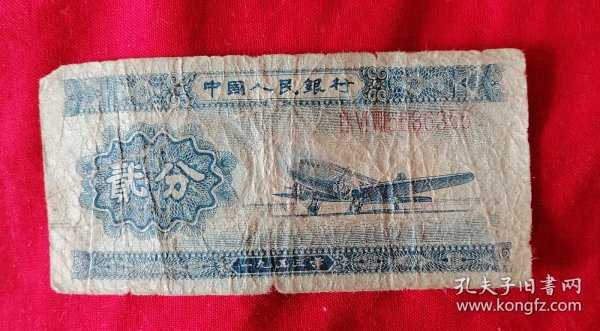 中國人民銀行
貳分
一九五三年
孔夫子旧書网
www.kongfz.com